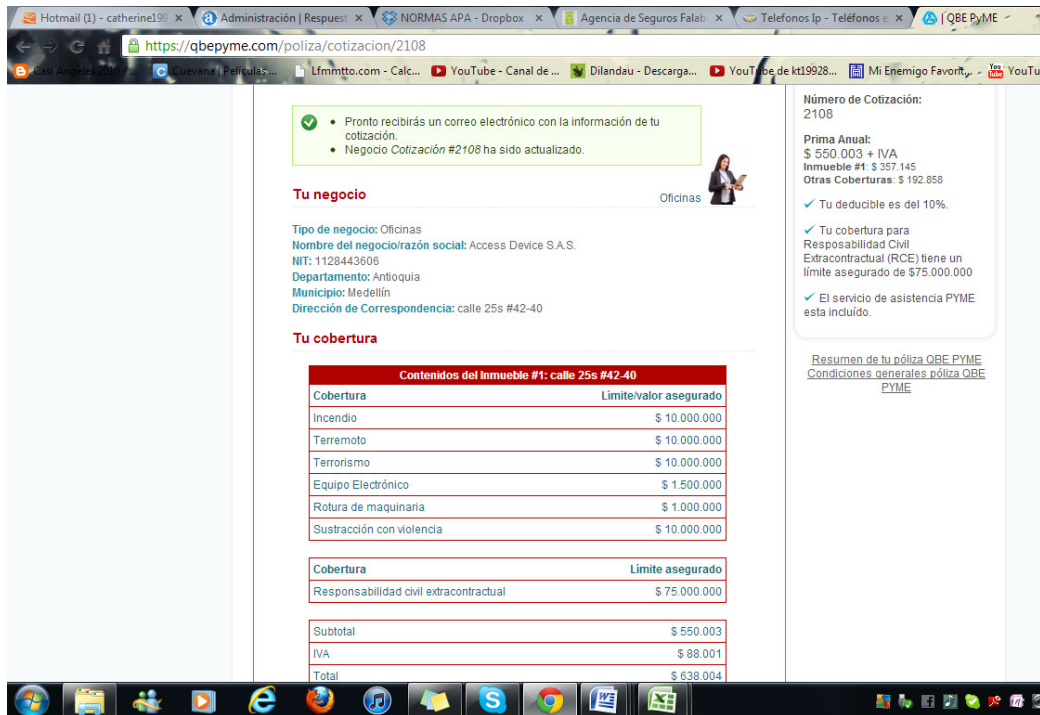 Hotmail (1) - catherine199
Administración | Respuest
NORMAS APA - Dropbox
Agencia de Seguros Falab
Telefonos Ip - Teléfonos e
QBE PyME
https://qbepyme.com/poliza/cotizacion/2108
Casi Angeles 2010
Cuevana | Películas ...
Lfmmtto.com - Calc...
YouTube - Canal de ...
Dilandau - Descarga...
YouTube de kt19928...
Mi Enemigo Favorit...
YouTu
Pronto recibirás un correo electrónico con la información de tu
cotización.
Negocio Cotización #2108 ha sido actualizado.
Tu negocio
Oficinas
Tipo de negocio: Oficinas
Nombre del negocio/razón social: Access Device S.A.S.
NIT: 1128443606
Departamento: Antioquia
Municipio: Medellín
Dirección de Correspondencia: calle 25s #42-40
Tu cobertura
Contenidos del Inmueble #1: calle 25s #42-40
Cobertura Limite/valor asegurado
Incendio $ 10.000.000
Terremoto $ 10.000.000
Terrorismo $ 10.000.000
Equipo Electrónico $ 1.500.000
Rotura de maquinaria $ 1.000.000
Sustracción con violencia $ 10.000.000
Cobertura Limite asegurado
Responsabilidad civil extracontractual $ 75.000.000
Subtotal $ 550.003
IVA $ 88.001
Total $ 638.004
Número de Cotización:
2108
Prima Anual:
$ 550.003 + IVA
Inmueble #1: $ 357.145
Otras Coberturas: $ 192.858
Tu deducible es del 10%.
Tu cobertura para
Resposabilidad Civil
Extracontractual (RCE) tiene un
límite asegurado de $75.000.000
El servicio de asistencia PYME
esta incluído.
Resumen de tu póliza QBE PYME
Condiciones generales póliza QBE
PYME